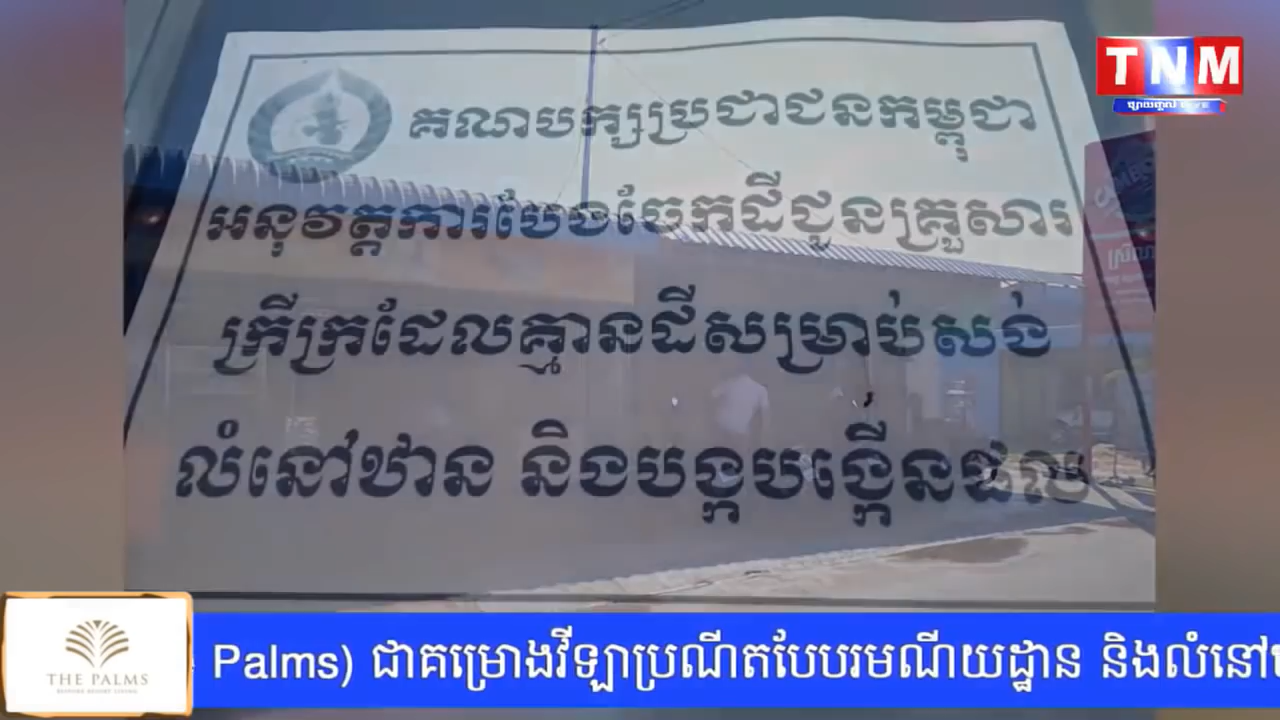 TNM
គណបក្សប្រជាជនកម្ពុជា
អនុវត្តការបែងចែកដីជូនគ្រួសារ
ក្រីក្រដែលគ្មានដីសម្រាប់សង់
លំនៅឋាន និងបង្កបង្កើនផល
THE PALMS
BESPOKE RESORT LIVING
Palms) ជាគម្រោងវីឡាប្រណីតបែបរមណីយដ្ឋាន និងលំនៅ